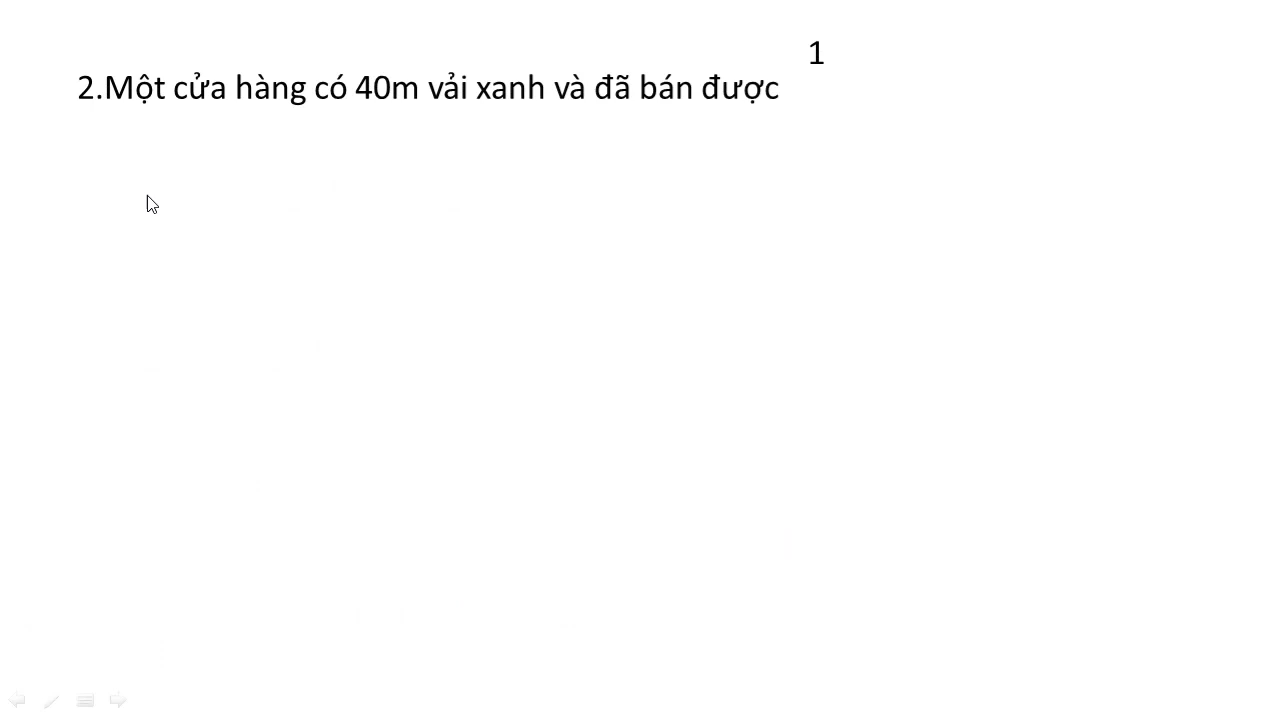 1
2.Một cửa hàng có 40m vải xanh và đã bán được